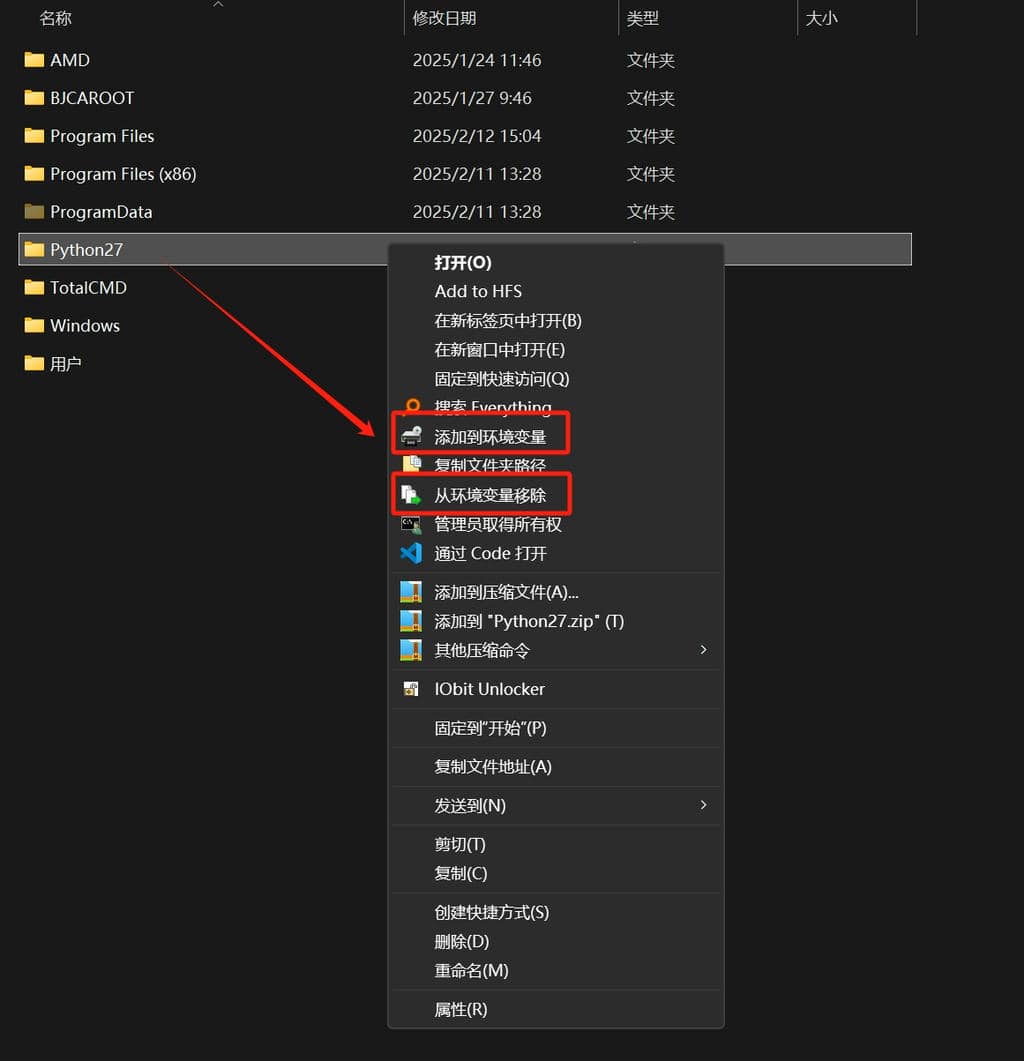 名称 修改日期 类型 大小
AMD 2025/1/24 11:46 文件夹
BJCAROOT 2025/1/27 9:46 文件夹
Program Files 2025/2/12 15:04 文件夹
Program Files (x86) 2025/2/11 13:28 文件夹
ProgramData 2025/2/11 13:28 文件夹
Python27
TotalCMD
Windows
用户
打开(O)
Add to HFS
在新标签页中打开(B)
在新窗口中打开(E)
固定到快速访问(Q)
搜索 Everything
添加到环境变量
复制文件夹路径
从环境变量移除
管理员取得所有权
通过 Code 打开
添加到压缩文件(A)...
添加到 "Python27.zip" (T)
其他压缩命令
IObit Unlocker
固定到“开始”(P)
复制文件地址(A)
发送到(N)
剪切(T)
复制(C)
创建快捷方式(S)
删除(D)
重命名(M)
属性(R)